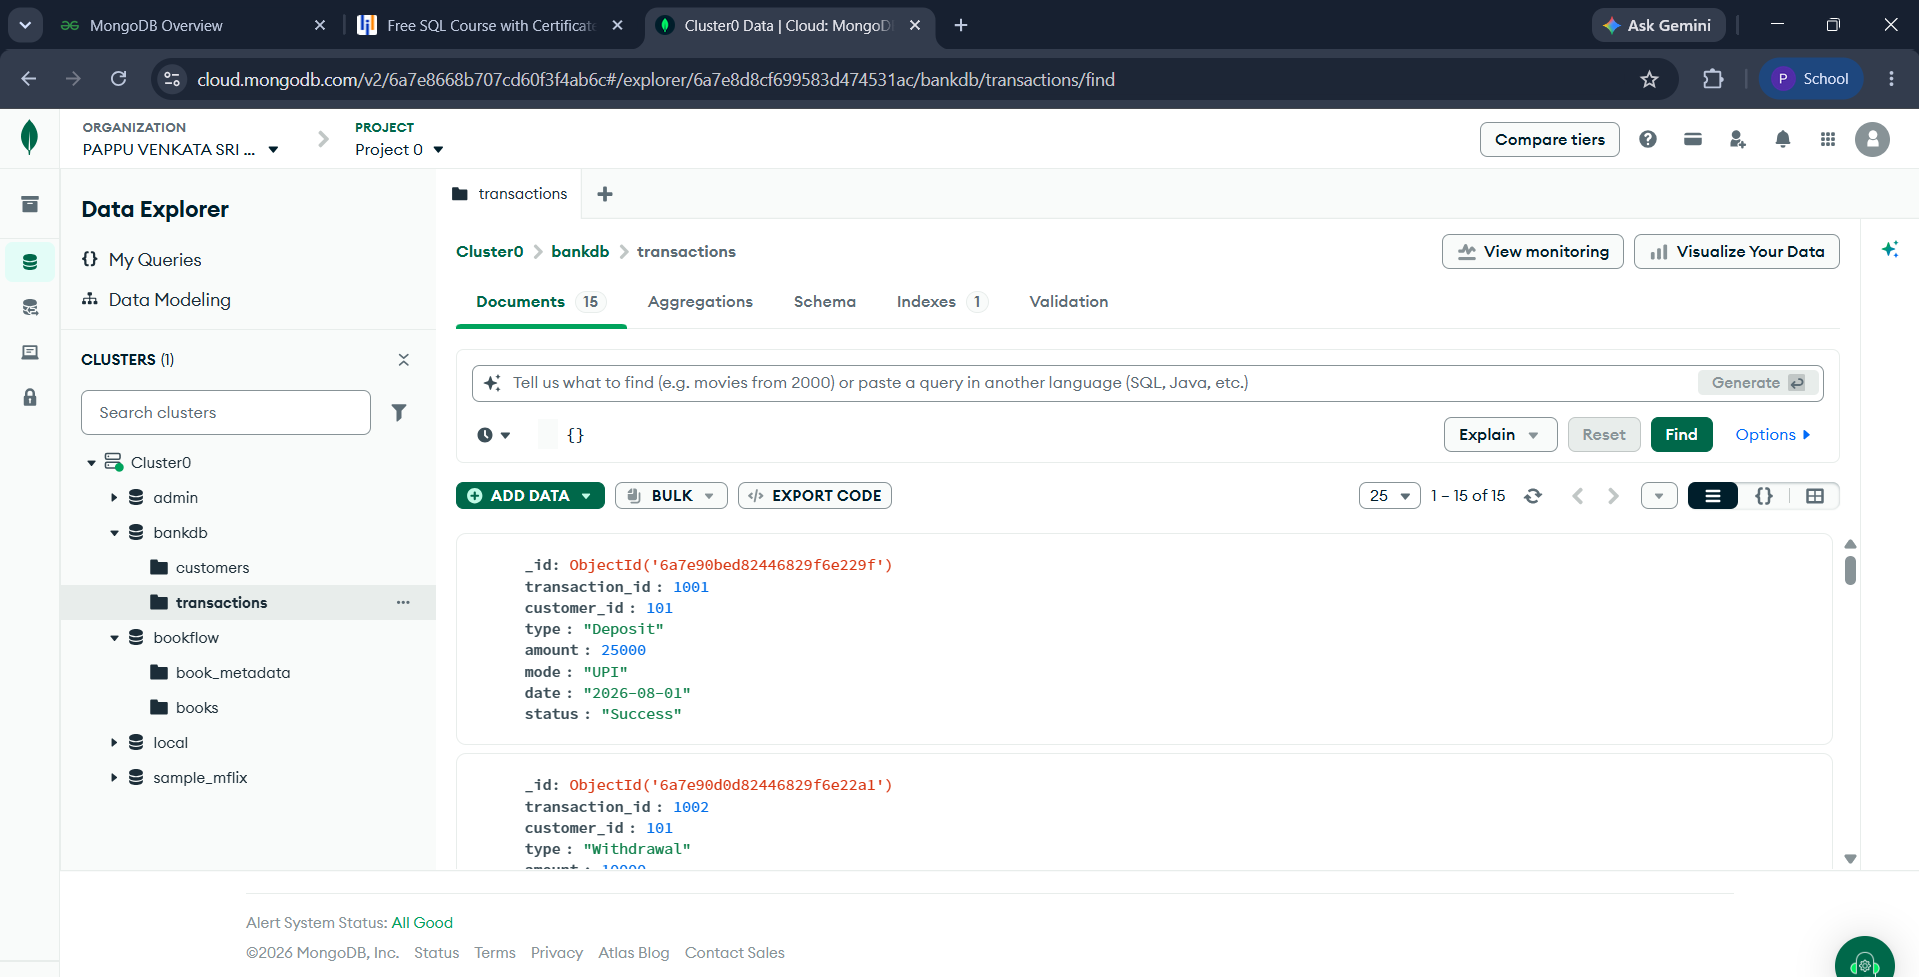 MongoDB Overview
Free SQL Course with Certificate
Cluster0 Data | Cloud: MongoD
Ask Gemini
cloud.mongodb.com/v2/6a7e8668b707cd60f3f4ab6c#/explorer/6a7e8d8cf699583d474531ac/bankdb/transactions/find
P School
ORGANIZATION
PAPPU VENKATA SRI ...
PROJECT
Project 0
Compare tiers
Data Explorer
My Queries
Data Modeling
CLUSTERS (1)
Search clusters
Cluster0
admin
bankdb
customers
transactions
bookflow
book_metadata
books
local
sample_mflix
transactions
Cluster0 bankdb transactions
View monitoring
Visualize Your Data
Documents 15
Aggregations
Schema
Indexes 1
Validation
Tell us what to find (e.g. movies from 2000) or paste a query in another language (SQL, Java, etc.)
Generate
{}
Explain
Reset
Find
Options
ADD DATA
BULK
EXPORT CODE
25
1 – 15 of 15
_id: ObjectId('6a7e90bed82446829f6e229f')
transaction_id : 1001
customer_id : 101
type : "Deposit"
amount : 25000
mode : "UPI"
date : "2026-08-01"
status : "Success"
_id: ObjectId('6a7e90d0d82446829f6e22a1')
transaction_id : 1002
customer_id : 101
type : "Withdrawal"
amount : 10000
Alert System Status: All Good
©2026 MongoDB, Inc. Status Terms Privacy Atlas Blog Contact Sales